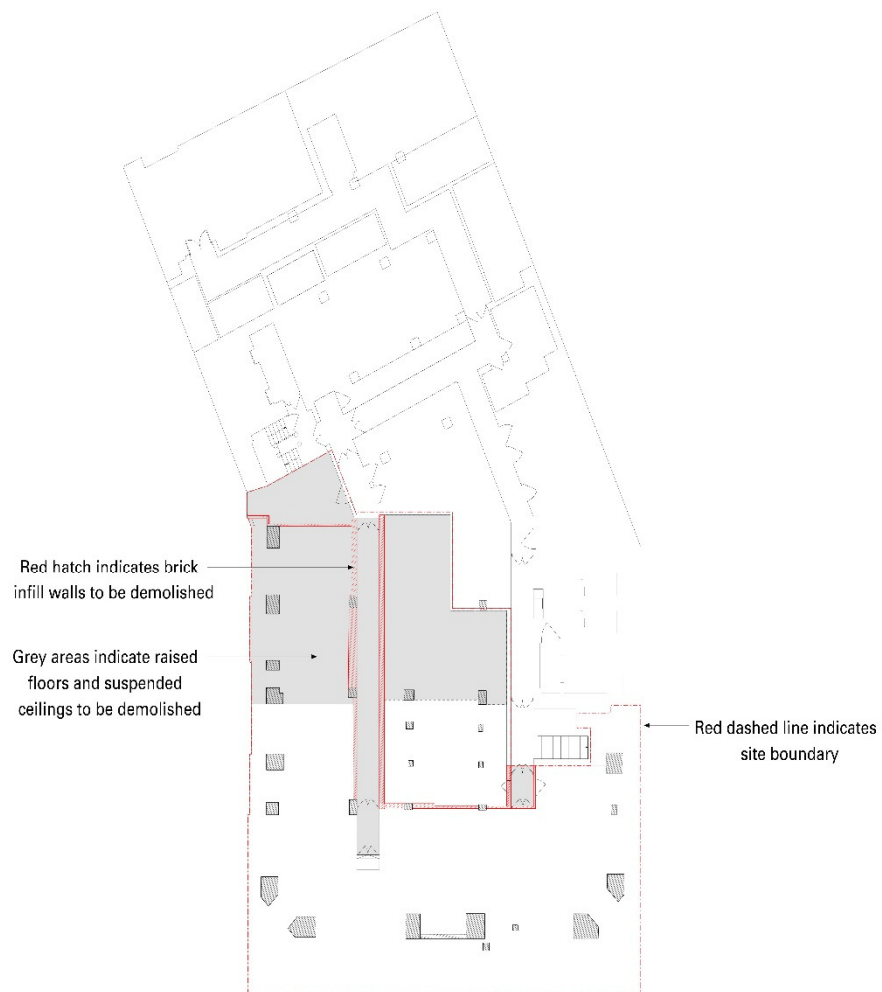 Red hatch indicates brick
infill walls to be demolished
Grey areas indicate raised
floors and suspended
ceilings to be demolished
Red dashed line indicates
site boundary